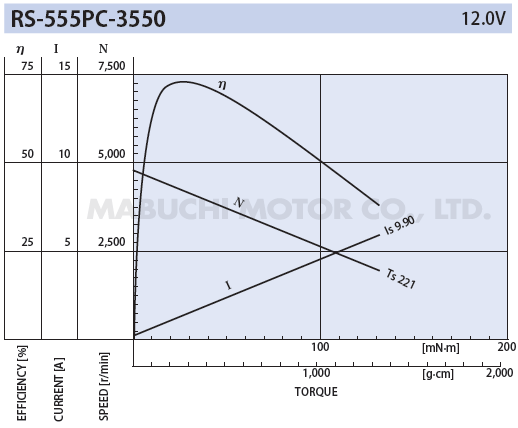 RS-555PC-3550 12.0V
η I N
75 15 7,500
η
50 10 5,000
N
MABUCHI MOTOR CO., LTD.
Is 9.90
25 5 2,500
I
Ts 221
100 [mN·m] 200
1,000 [g·cm] 2,000
TORQUE
EFFICIENCY [%]
CURRENT [A]
SPEED [r/min]